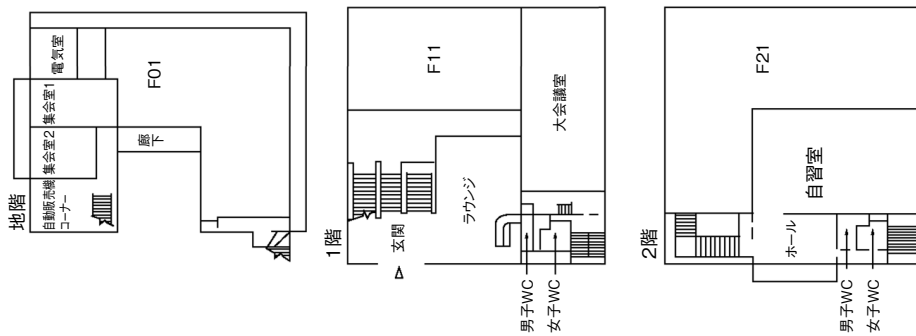 地階
電気室
集会室1
集会室2
自動販売機
コーナー
廊下
F01
1階
F11
大会議室
ラウンジ
玄関
男子WC
女子WC
2階
F21
自習室
ホール
男子WC
女子WC